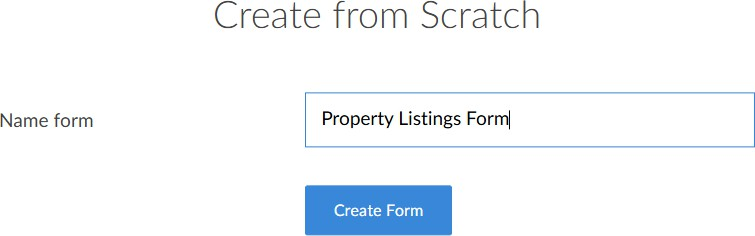 Create from Scratch
Name form
Property Listings Form
Create Form